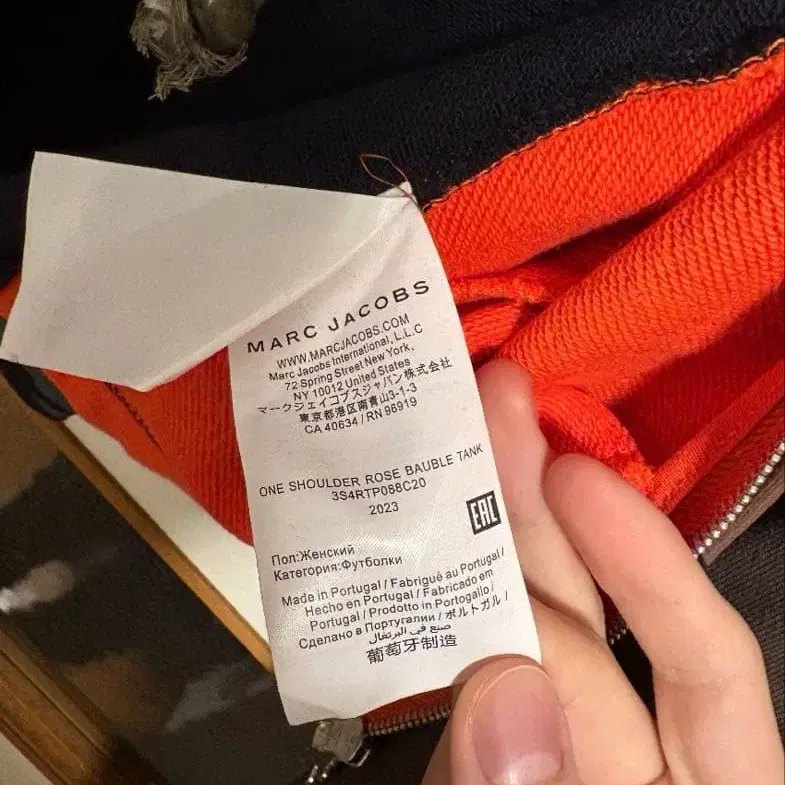 MARC JACOBS
WWW.MARCJACOBS.COM
Marc Jacobs International, L.L.C
72 Spring Street New York,
NY 10012 United States
マークジェイコブスジャパン株式会社
東京都港区南青山3-1-3
CA 40634 / RN 96919
ONE SHOULDER ROSE BAUBLE TANK
3S4RTP088C20
2023
EAC
Пол:Женский
Категория:Футболки
Made in Portugal / Fabriqué au Portugal /
Hecho en Portugal / Fabricado em
Portugal / Prodotto in Portogallo /
Сделано в Португалии / ポルトガル /
صنع في البرتغال
葡萄牙制造